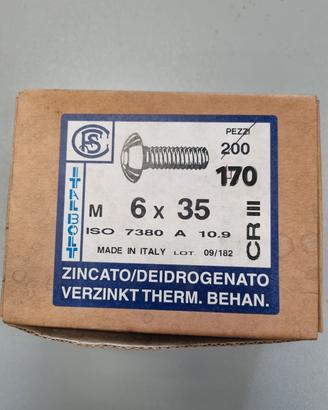 PEZZI
200
170
ITALBOLT
M 6 x 35
ISO 7380 A 10.9
MADE IN ITALY LOT. 09/182
CR III
ZINCATO/DEIDROGENATO
VERZINKT THERM. BEHAN.